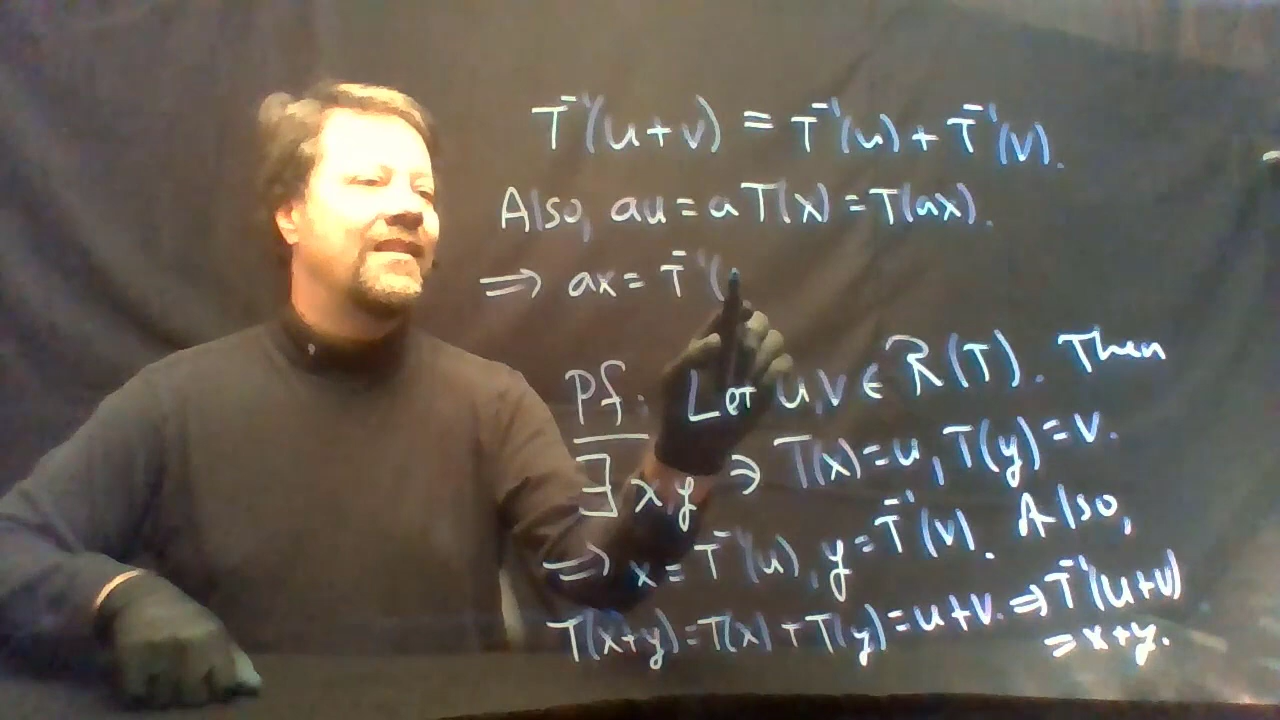 T⁻¹(u+v) = T⁻¹(u) + T⁻¹(v).
Also, au = aT(x) = T(ax).
⇒ ax = T⁻¹(
Pf. Let u,v ∈ R(T). Then
∃ x,y ∋ T(x)=u, T(y)=v.
⇒ x = T⁻¹(u), y = T⁻¹(v). Also,
T(x+y)=T(x)+T(y)=u+v. ⇒ T⁻¹(u+v)
= x+y.